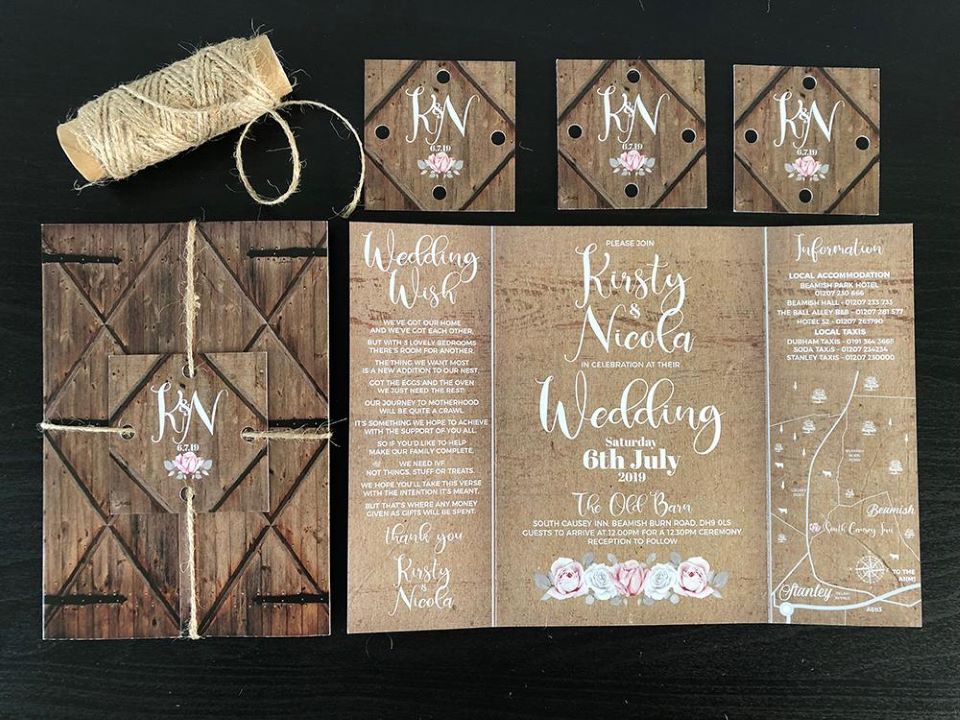 K&N
6.7.19
K&N
6.7.19
K&N
6.7.19
K&N
6.7.19
Wedding
Wish
WE'VE GOT OUR HOME
AND WE'VE GOT EACH OTHER,
BUT WITH 3 LOVELY BEDROOMS
THERE'S ROOM FOR ANOTHER.
THE THING WE WANT MOST
IS A NEW ADDITION TO OUR NEST.
GOT THE EGGS AND THE OVEN
WE JUST NEED THE REST!
OUR JOURNEY TO MOTHERHOOD
WILL BE QUITE A CRAWL.
IT'S SOMETHING WE HOPE TO ACHIEVE
WITH THE SUPPORT OF YOU ALL.
SO IF YOU'D LIKE TO HELP
MAKE OUR FAMILY COMPLETE,
WE NEED IVF
NOT THINGS, STUFF OR TREATS.
WE HOPE YOU'LL TAKE THIS VERSE
WITH THE INTENTION IT'S MEANT.
BUT THAT'S WHERE ANY MONEY
GIVEN AS GIFTS WILL BE SPENT.
thank you
Kirsty
&
Nicola
PLEASE JOIN
Kirsty
&
Nicola
IN CELEBRATION AT THEIR
Wedding
Saturday
6th July
2019
The Old Barn
SOUTH CAUSEY INN, BEAMISH BURN ROAD, DH9 0LS
GUESTS TO ARRIVE AT 12.00PM FOR A 12.30PM CEREMONY
RECEPTION TO FOLLOW
Information
LOCAL ACCOMMODATION
BEAMISH PARK HOTEL
01207 230 666
BEAMISH HALL - 01207 233 733
THE BALL ALLEY B&B - 01207 281 577
HOTEL 52 - 01207 263790
LOCAL TAXIS
DURHAM TAXIS - 0191 364 3665
SODA TAXIS - 01207 234234
STANLEY TAXIS - 01207 230000
Beamish
South Causey Inn
TO THE
A1(M)
Stanley
A693